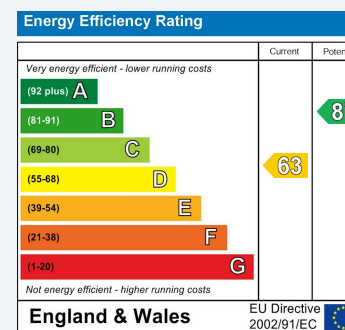 Energy Efficiency Rating
Current
Very energy efficient - lower running costs
(92 plus) A
(81-91) B
(69-80) C
(55-68) D
(39-54) E
(21-38) F
(1-20) G
63
Not energy efficient - higher running costs
England & Wales
EU Directive
2002/91/EC